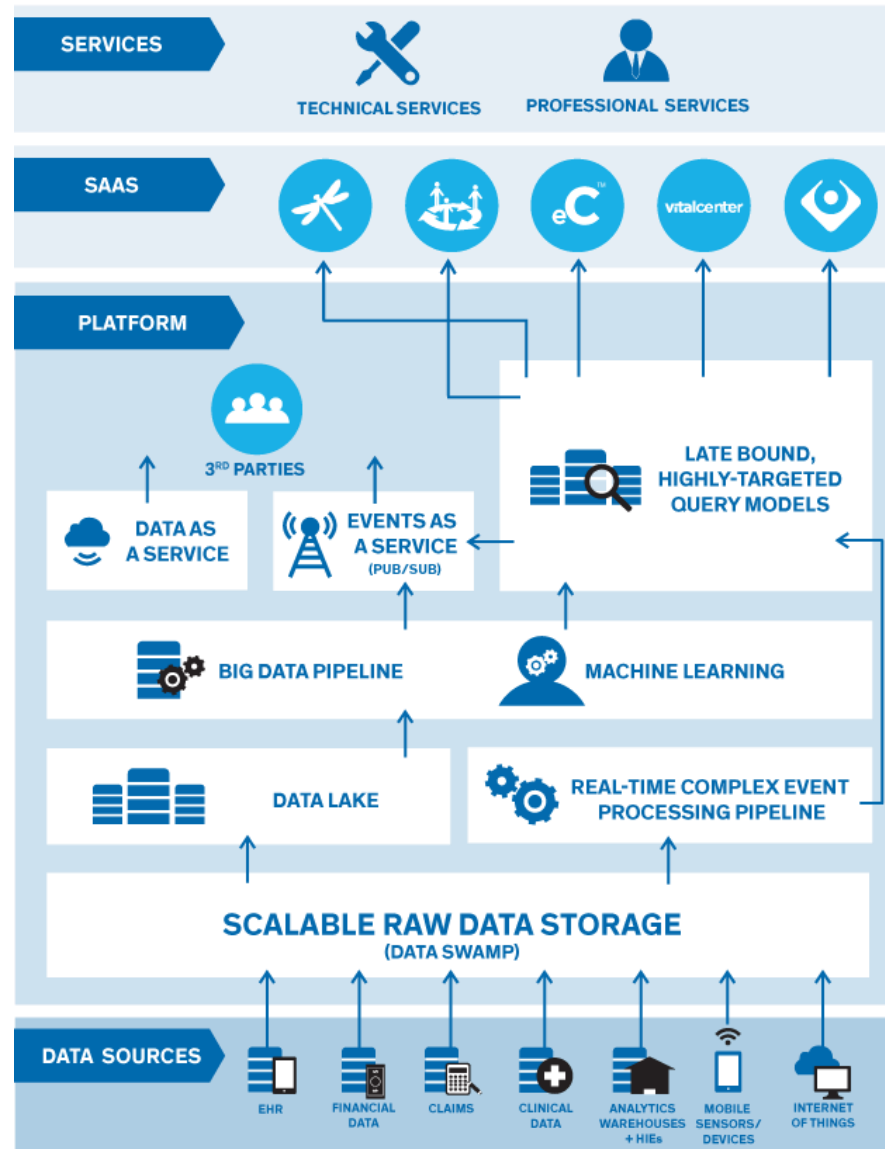 SERVICES
TECHNICAL SERVICES
PROFESSIONAL SERVICES
SAAS
eC™
vitalcenter
PLATFORM
3RD PARTIES
DATA AS
A SERVICE
EVENTS AS
A SERVICE
(PUB/SUB)
LATE BOUND,
HIGHLY-TARGETED
QUERY MODELS
BIG DATA PIPELINE
MACHINE LEARNING
DATA LAKE
REAL-TIME COMPLEX EVENT
PROCESSING PIPELINE
SCALABLE RAW DATA STORAGE
(DATA SWAMP)
DATA SOURCES
EHR
FINANCIAL
DATA
CLAIMS
CLINICAL
DATA
ANALYTICS
WAREHOUSES
+ HIEs
MOBILE
SENSORS/
DEVICES
INTERNET
OF THINGS